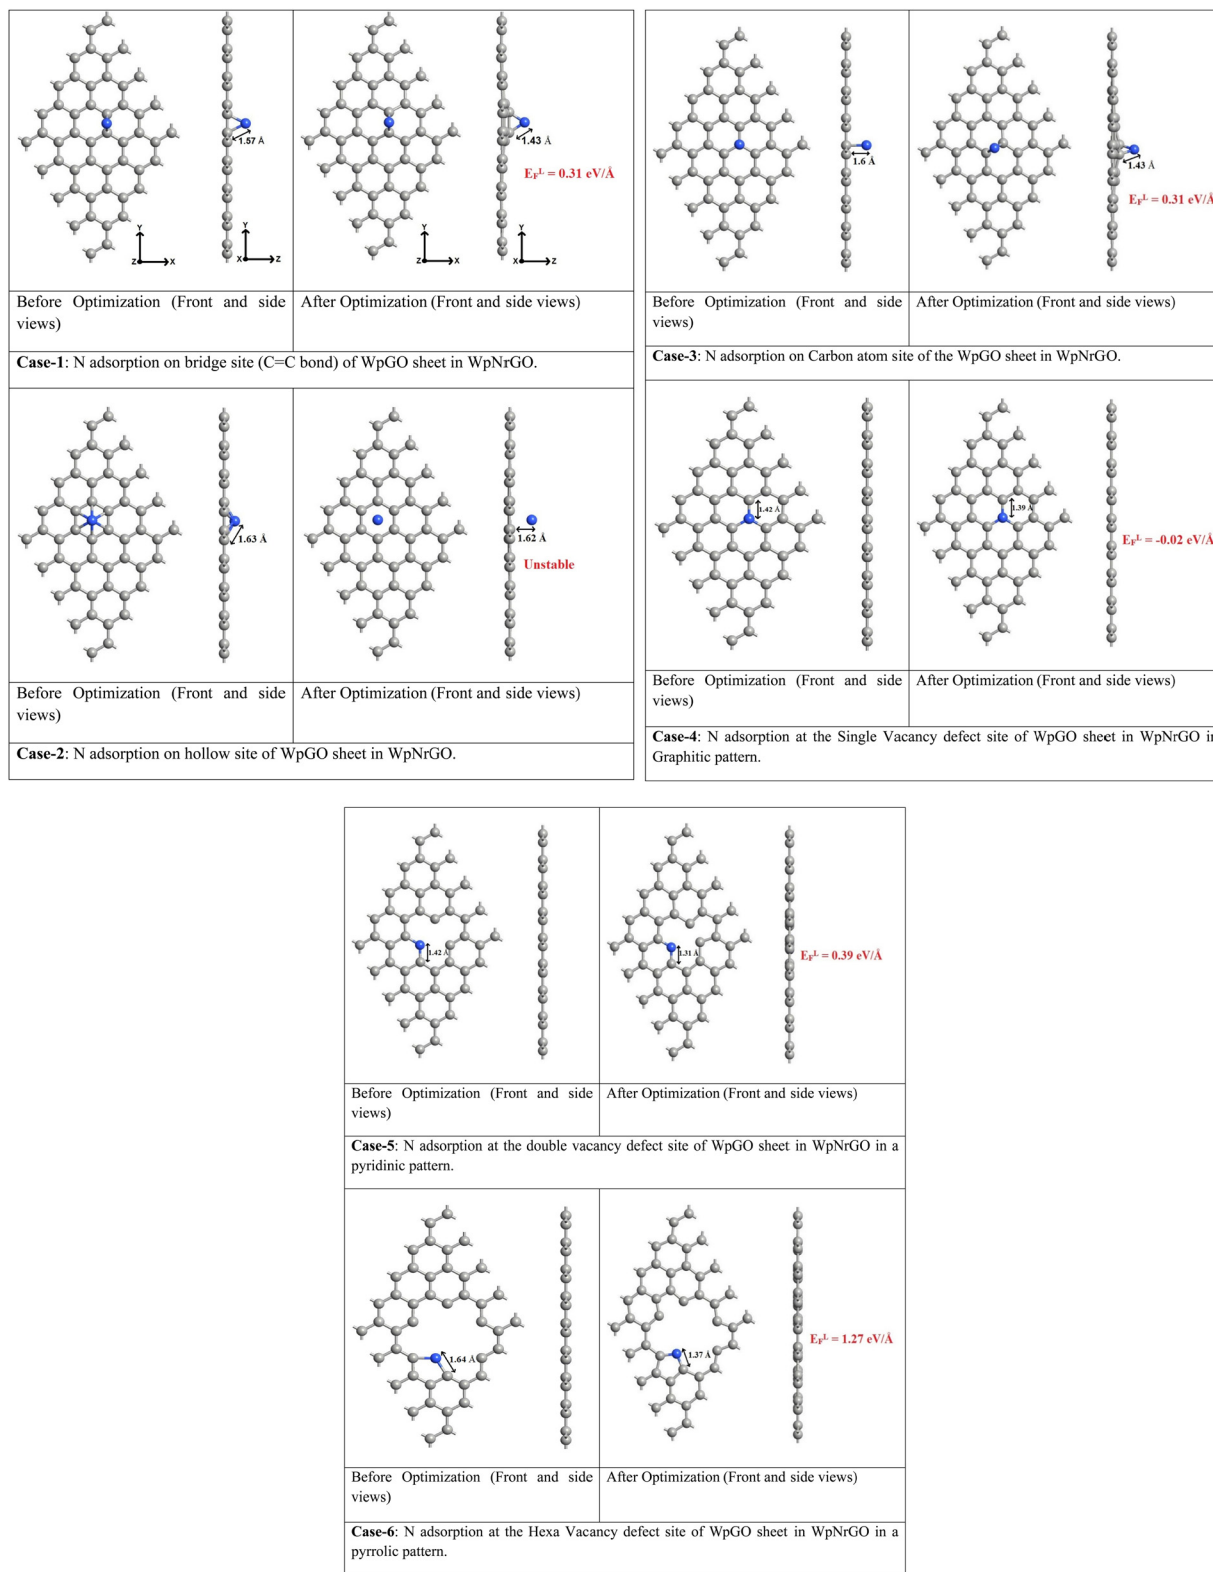 1.57 Å
Y
Z
X
Y
X
Z
1.43 Å
E_F^L = 0.31 eV/Å
Y
Z
X
Y
X
Z
Before Optimization (Front and side
views)
After Optimization (Front and side views)
Case-1: N adsorption on bridge site (C=C bond) of WpGO sheet in WpNrGO.
1.63 Å
1.62 Å
Unstable
Before Optimization (Front and side
views)
After Optimization (Front and side views)
Case-2: N adsorption on hollow site of WpGO sheet in WpNrGO.
1.6 Å
1.43 Å
E_F^L = 0.31 eV/Å
Before Optimization (Front and side
views)
After Optimization (Front and side views)
Case-3: N adsorption on Carbon atom site of the WpGO sheet in WpNrGO.
1.42 Å
1.39 Å
E_F^L = -0.02 eV/Å
Before Optimization (Front and side
views)
After Optimization (Front and side views)
Case-4: N adsorption at the Single Vacancy defect site of WpGO sheet in WpNrGO in
Graphitic pattern.
1.42 Å
1.31 Å
E_F^L = 0.39 eV/Å
Before Optimization (Front and side
views)
After Optimization (Front and side views)
Case-5: N adsorption at the double vacancy defect site of WpGO sheet in WpNrGO in a
pyridinic pattern.
1.64 Å
1.37 Å
E_F^L = 1.27 eV/Å
Before Optimization (Front and side
views)
After Optimization (Front and side views)
Case-6: N adsorption at the Hexa Vacancy defect site of WpGO sheet in WpNrGO in a
pyrrolic pattern.